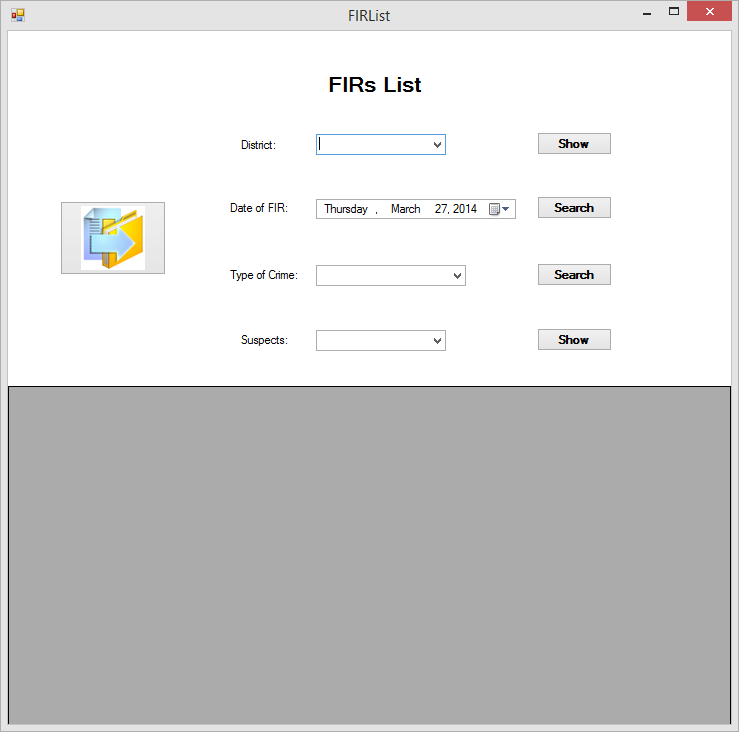 FIRList
FIRs List
District:
Show
Date of FIR:
Thursday , March 27, 2014
Search
Type of Crime:
Search
Suspects:
Show